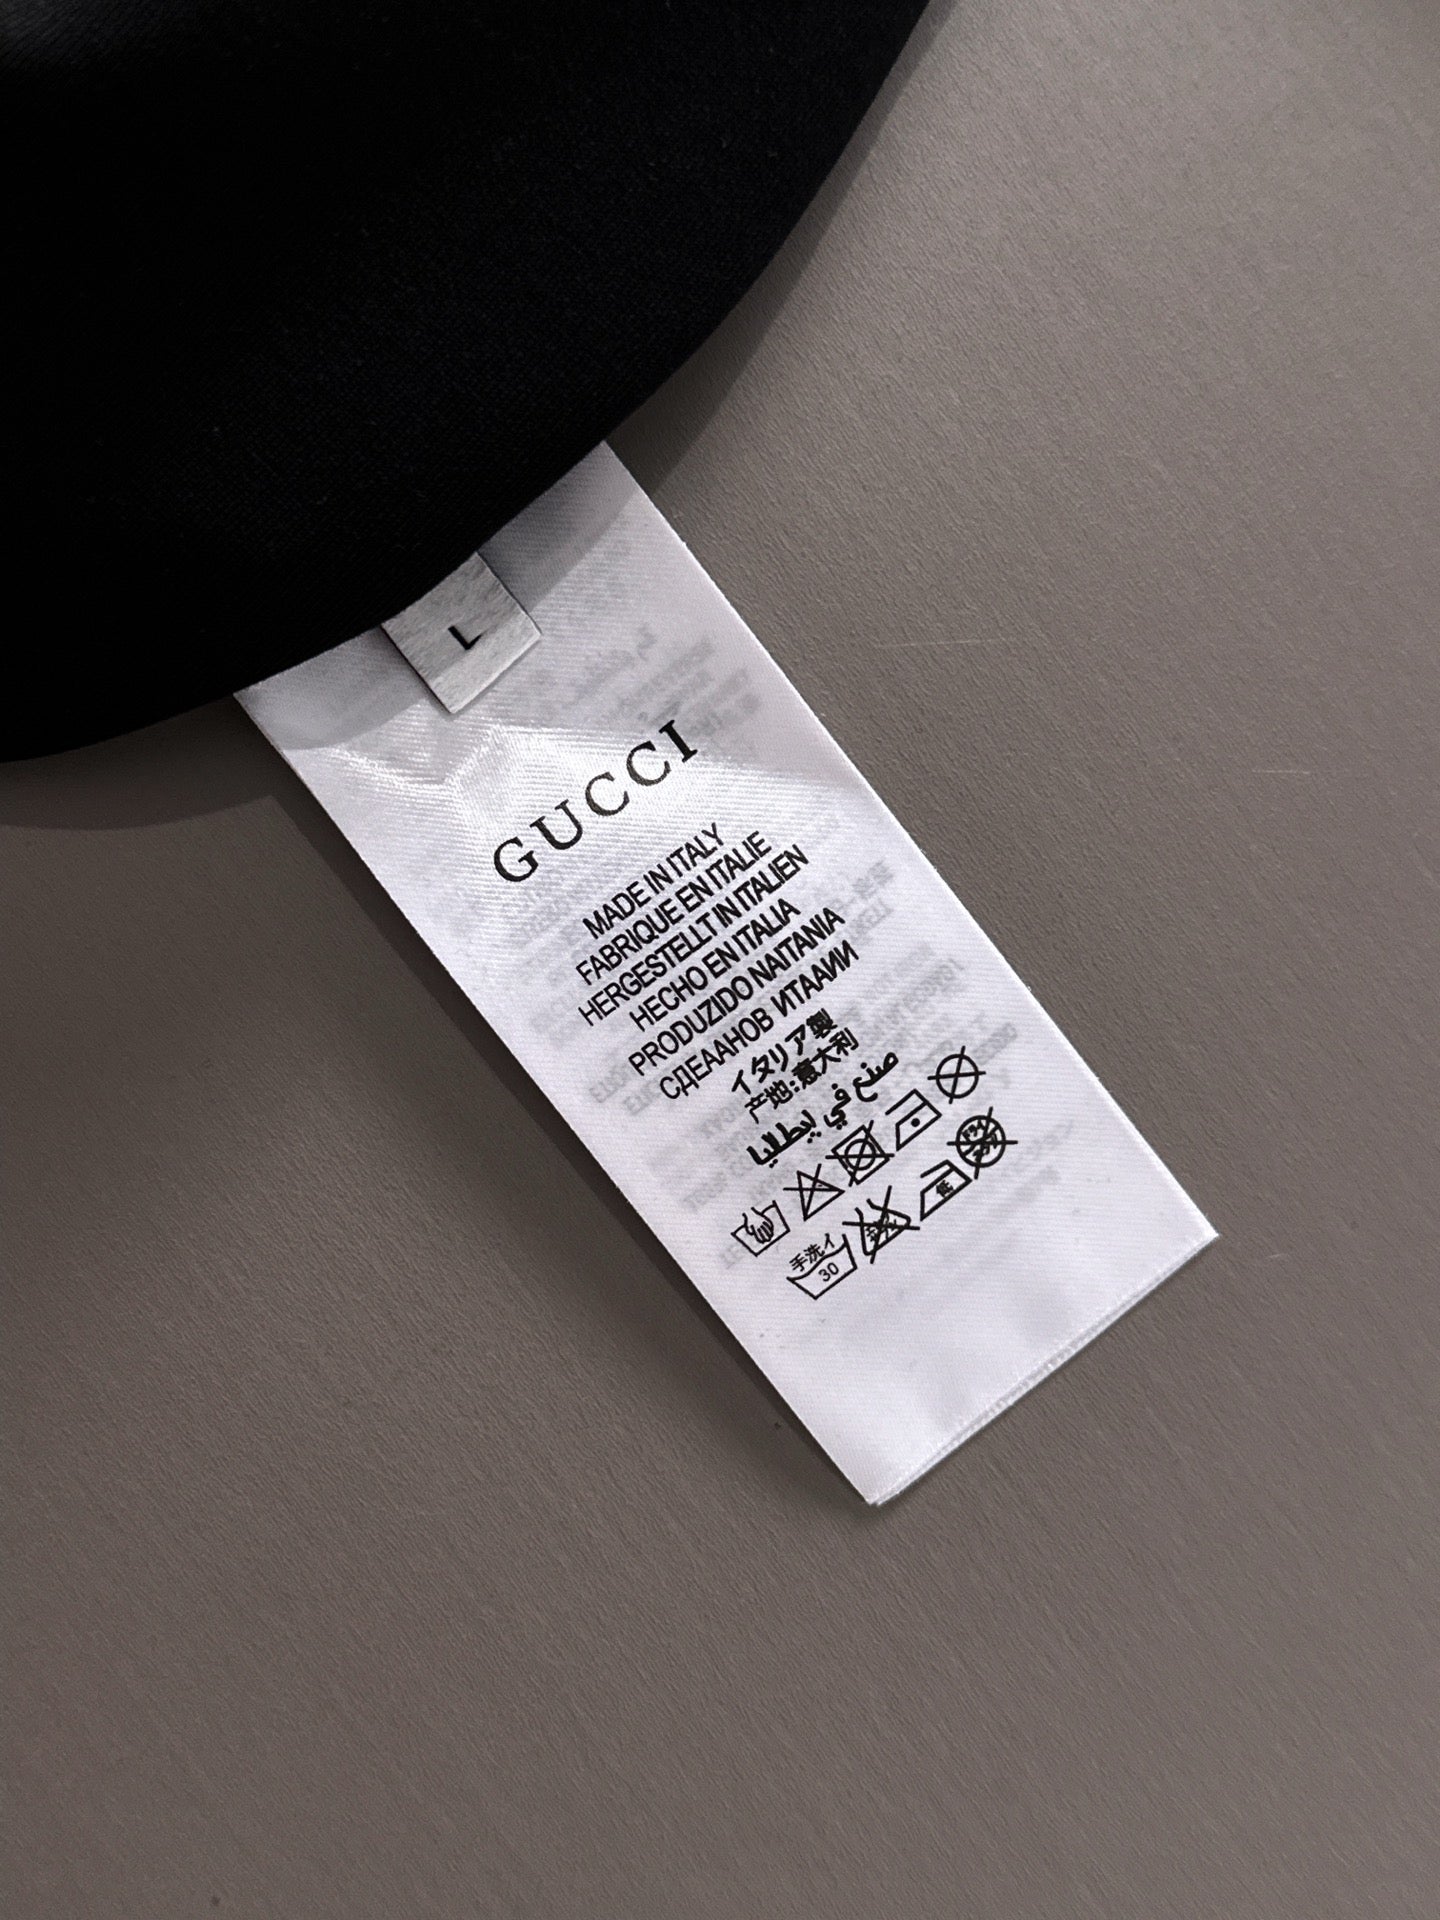 L
GUCCI
MADE IN ITALY
FABRIQUE EN ITALIE
HERGESTELLT IN ITALIEN
HECHO EN ITALIA
PRODUZIDO NAITANIA
СДЕААНОВ ИТААИИ
イタリア製
产地:意大利
صنع في إيطاليا
手洗イ
30
低